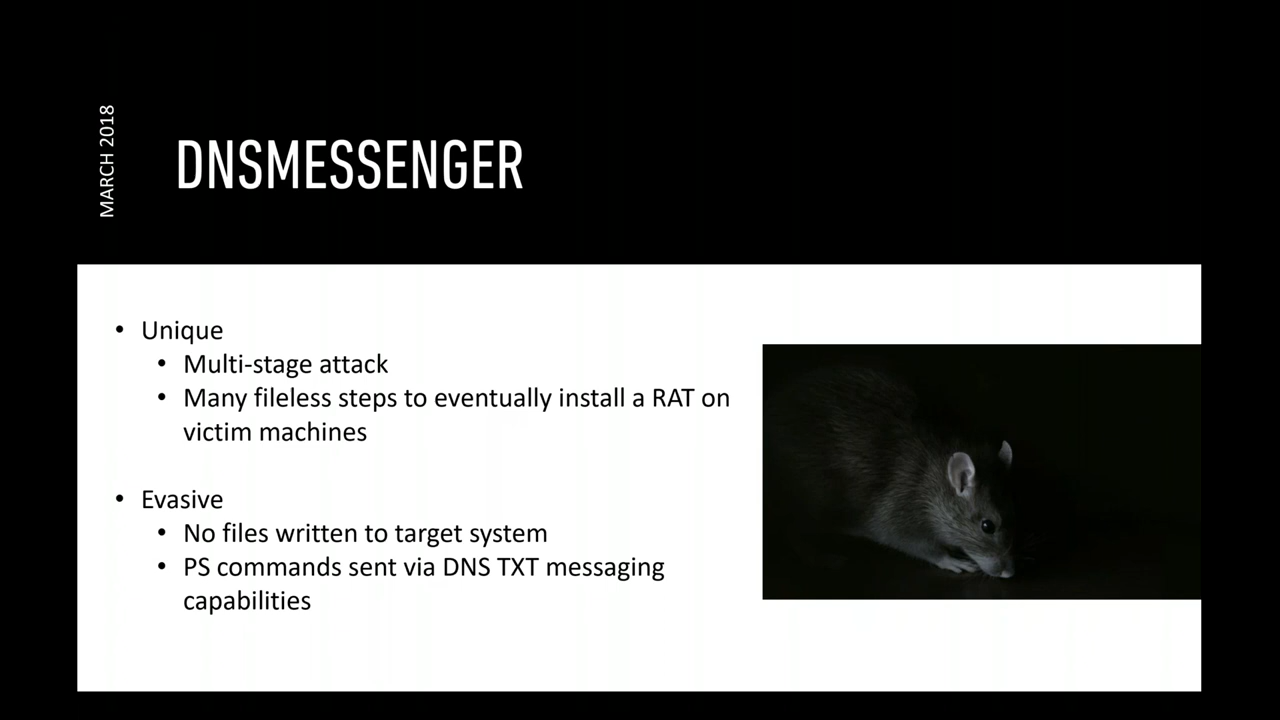 MARCH 2018
DNSMESSENGER
• Unique
• Multi-stage attack
• Many fileless steps to eventually install a RAT on
victim machines
• Evasive
• No files written to target system
• PS commands sent via DNS TXT messaging
capabilities